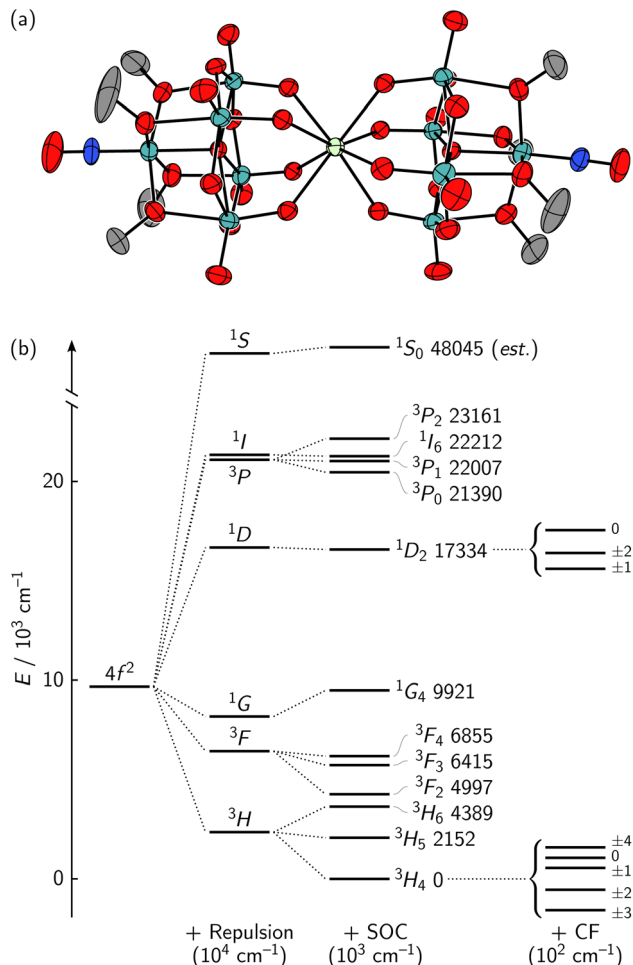 (a)
(b)
¹S
¹S₀ 48045 (est.)
³P₂ 23161
¹I
¹I₆ 22212
20
³P
³P₁ 22007
³P₀ 21390
0
¹D
¹D₂ 17334
±2
±1
E / 10³ cm⁻¹
4f²
10
¹G
¹G₄ 9921
³F
³F₄ 6855
³F₃ 6415
³F₂ 4997
³H
³H₆ 4389
³H₅ 2152
±4
0
±1
0
³H₄ 0
±2
±3
+ Repulsion
(10⁴ cm⁻¹)
+ SOC
(10³ cm⁻¹)
+ CF
(10² cm⁻¹)